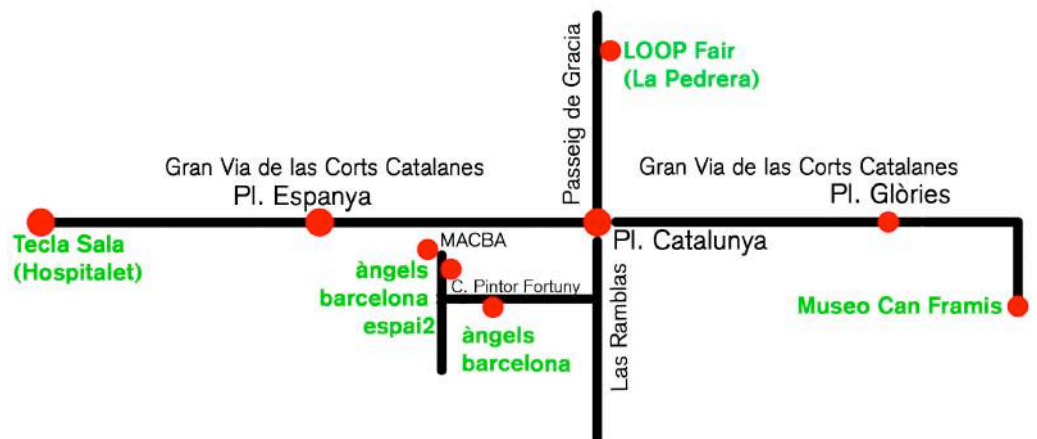 Passeig de Gracia
LOOP Fair
(La Pedrera)
Gran Via de las Corts Catalanes
Pl. Espanya
Gran Via de las Corts Catalanes
Pl. Glòries
Tecla Sala
(Hospitalet)
MACBA
Pl. Catalunya
àngels
barcelona
espai2
C. Pintor Fortuny
àngels
barcelona
Las Ramblas
Museo Can Framis